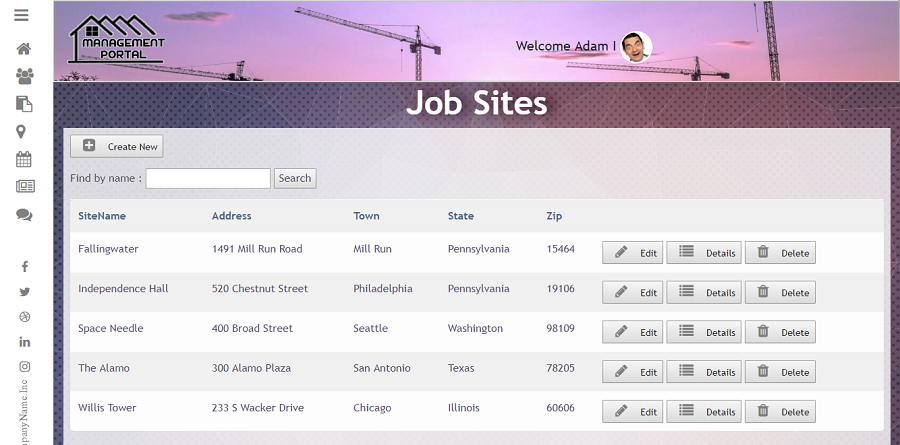 MANAGEMENT
PORTAL
Welcome Adam !
Job Sites
Create New
Find by name : Search
SiteName Address Town State Zip
Fallingwater 1491 Mill Run Road Mill Run Pennsylvania 15464 Edit Details Delete
Independence Hall 520 Chestnut Street Philadelphia Pennsylvania 19106 Edit Details Delete
Space Needle 400 Broad Street Seattle Washington 98109 Edit Details Delete
The Alamo 300 Alamo Plaza San Antonio Texas 78205 Edit Details Delete
Willis Tower 233 S Wacker Drive Chicago Illinois 60606 Edit Details Delete
panyName.Inc